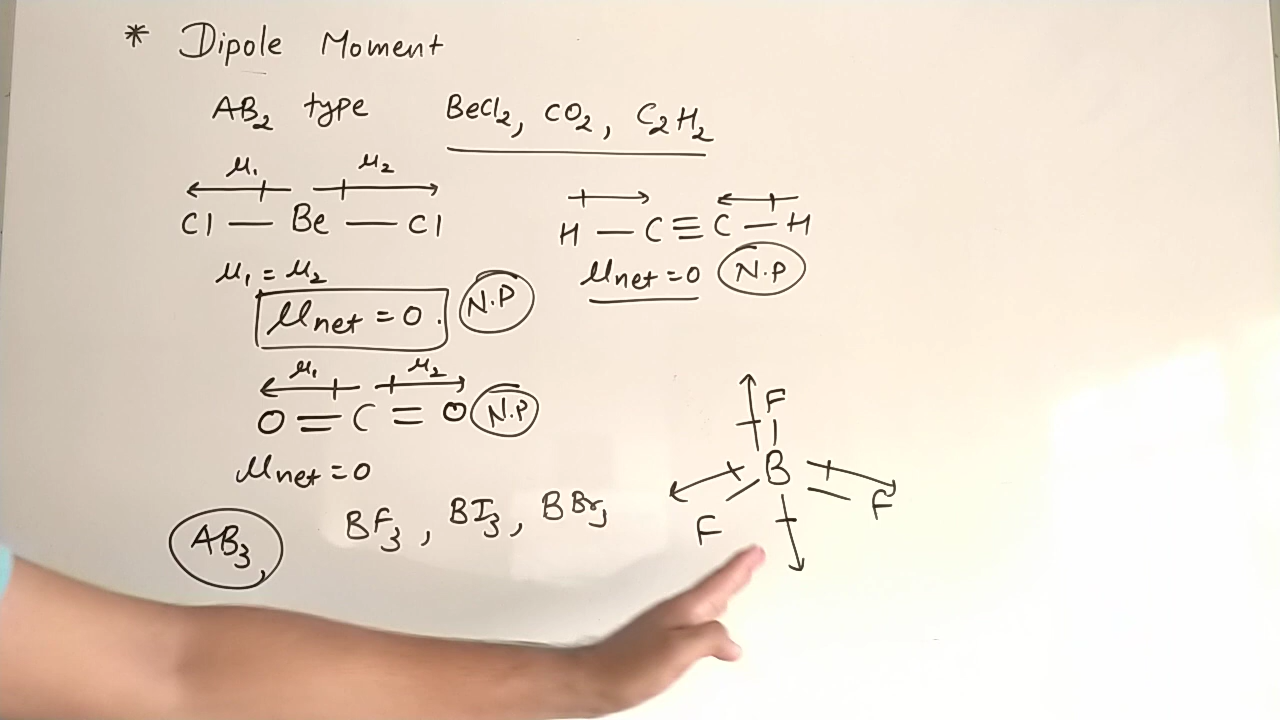 * Dipole Moment
AB₂ type BeCl₂, CO₂, C₂H₂
μ₁ μ₂
Cl — Be — Cl
H — C ≡ C — H
μ₁ = μ₂
μnet = 0 N.P
μnet = 0. N.P
μ₁ μ₂
O = C = O N.P
μnet = 0
AB₃, BF₃, BI₃, BBr₃
F
B
F F